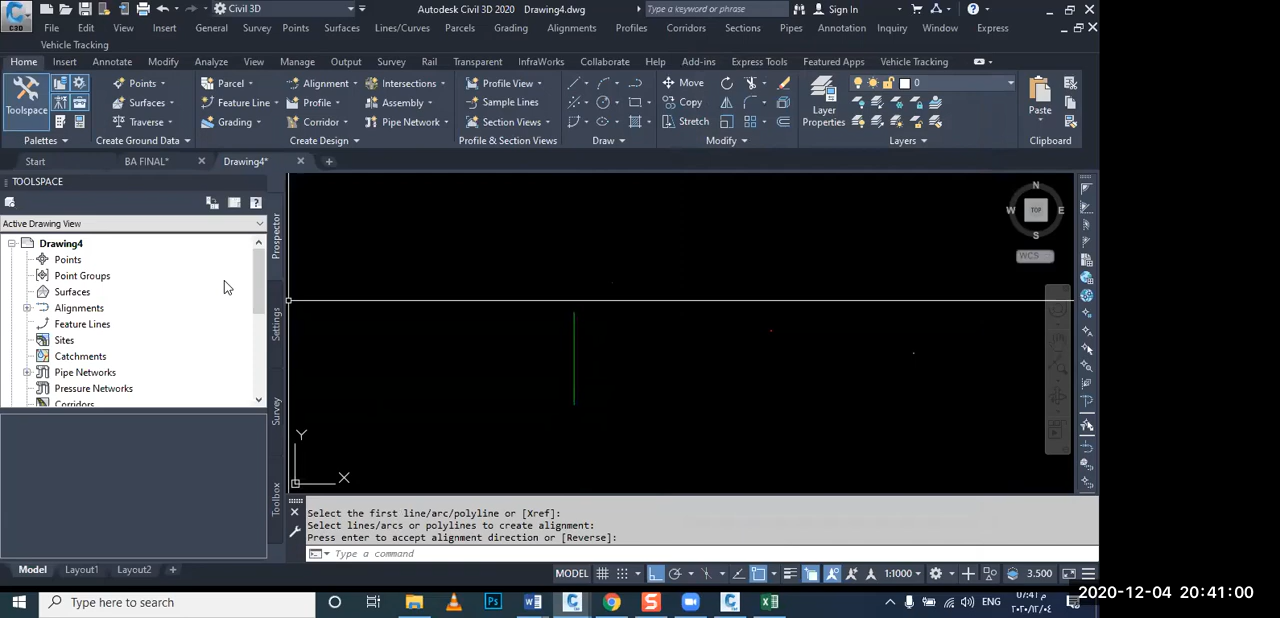 Civil 3D Autodesk Civil 3D 2020 Drawing4.dwg Type a keyword or phrase Sign In
C3D
File Edit View Insert General Survey Points Surfaces Lines/Curves Parcels Grading Alignments Profiles Corridors Sections Pipes Annotation Inquiry Window Express
Vehicle Tracking
Home Insert Annotate Modify Analyze View Manage Output Survey Rail Transparent InfraWorks Collaborate Help Add-ins Express Tools Featured Apps Vehicle Tracking
Points Parcel Alignment Intersections Profile View Move 0
Toolspace Surfaces Feature Line Profile Assembly Sample Lines Copy Layer Properties Paste
Traverse Grading Corridor Pipe Network Section Views Stretch
Palettes Create Ground Data Create Design Profile & Section Views Draw Modify Layers Clipboard
Start BA FINAL* Drawing4*
TOOLSPACE
Active Drawing View
Drawing4
Points
Point Groups
Surfaces
Alignments
Feature Lines
Sites
Catchments
Pipe Networks
Pressure Networks
Corridors
Prospector
Settings
Survey
Toolbox
N
W TOP E
S
WCS
Y
X
Select the first line/arc/polyline or [Xref]:
Select lines/arcs or polylines to create alignment:
Press enter to accept alignment direction or [Reverse]:
Type a command
Model Layout1 Layout2 MODEL 1:1000 3.500
Type here to search ENG
2020-12-04 20:41:00